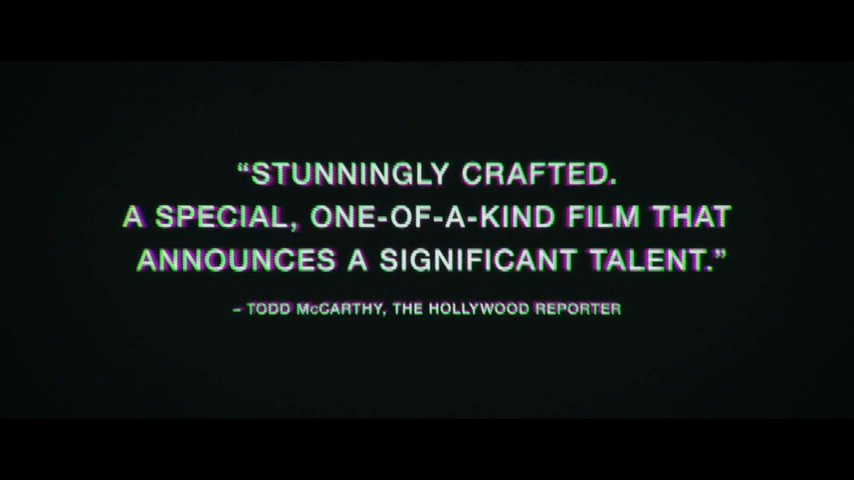 “STUNNINGLY CRAFTED.
A SPECIAL, ONE-OF-A-KIND FILM THAT
ANNOUNCES A SIGNIFICANT TALENT.”
– TODD McCARTHY, THE HOLLYWOOD REPORTER